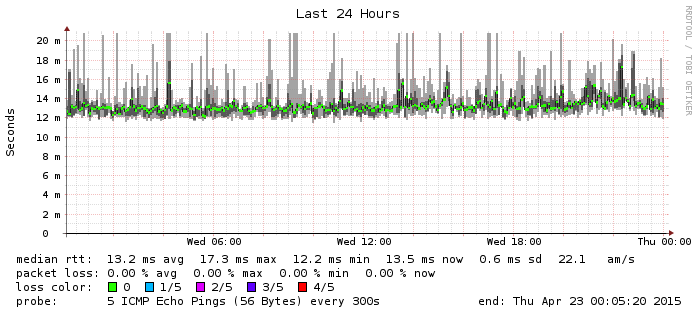 Last 24 Hours
RRDTOOL / TOBI OETIKER
Seconds
20 m
18 m
16 m
14 m
12 m
10 m
8 m
6 m
4 m
2 m
0
Wed 06:00 Wed 12:00 Wed 18:00 Thu 00:00
median rtt: 13.2 ms avg 17.3 ms max 12.2 ms min 13.5 ms now 0.6 ms sd 22.1 am/s
packet loss: 0.00 % avg 0.00 % max 0.00 % min 0.00 % now
loss color: 0 1/5 2/5 3/5 4/5
probe: 5 ICMP Echo Pings (56 Bytes) every 300s end: Thu Apr 23 00:05:20 2015